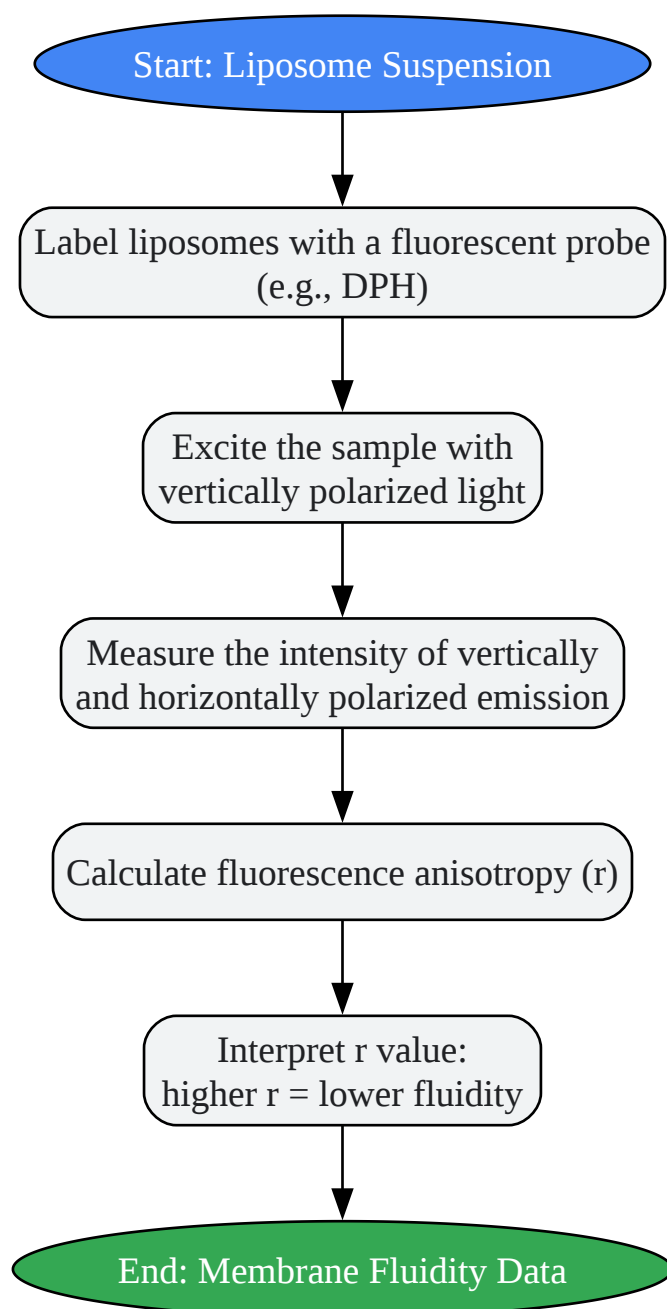 Start: Liposome Suspension
Label liposomes with a fluorescent probe
(e.g., DPH)
Excite the sample with
vertically polarized light
Measure the intensity of vertically
and horizontally polarized emission
Calculate fluorescence anisotropy (r)
Interpret r value:
higher r = lower fluidity
End: Membrane Fluidity Data